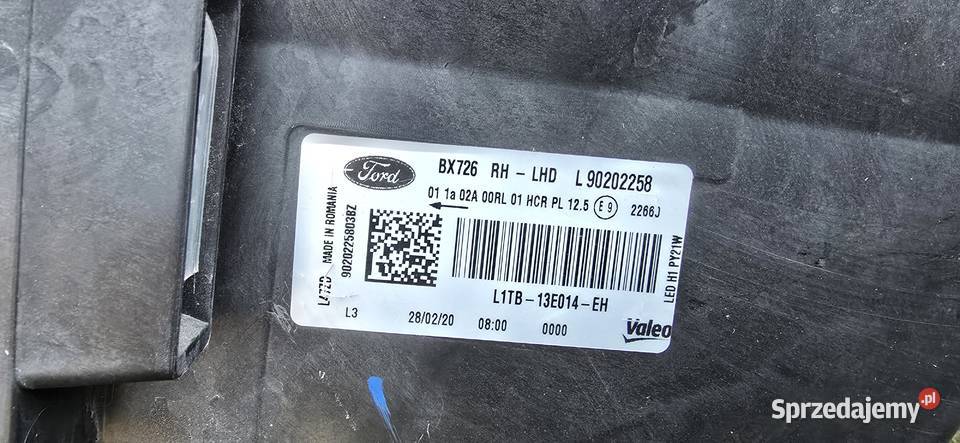 Ford
BX726 RH - LHD L 90202258
01 1a 02A 00RL 01 HCR PL 12.5 E9 2266J
MADE IN ROMANIA
9020225803BZ
LED H1 PY21W
L1TB-13E014-EH
L3 28/02/20 08:00 0000
Valeo
Sprzedajemy.pl